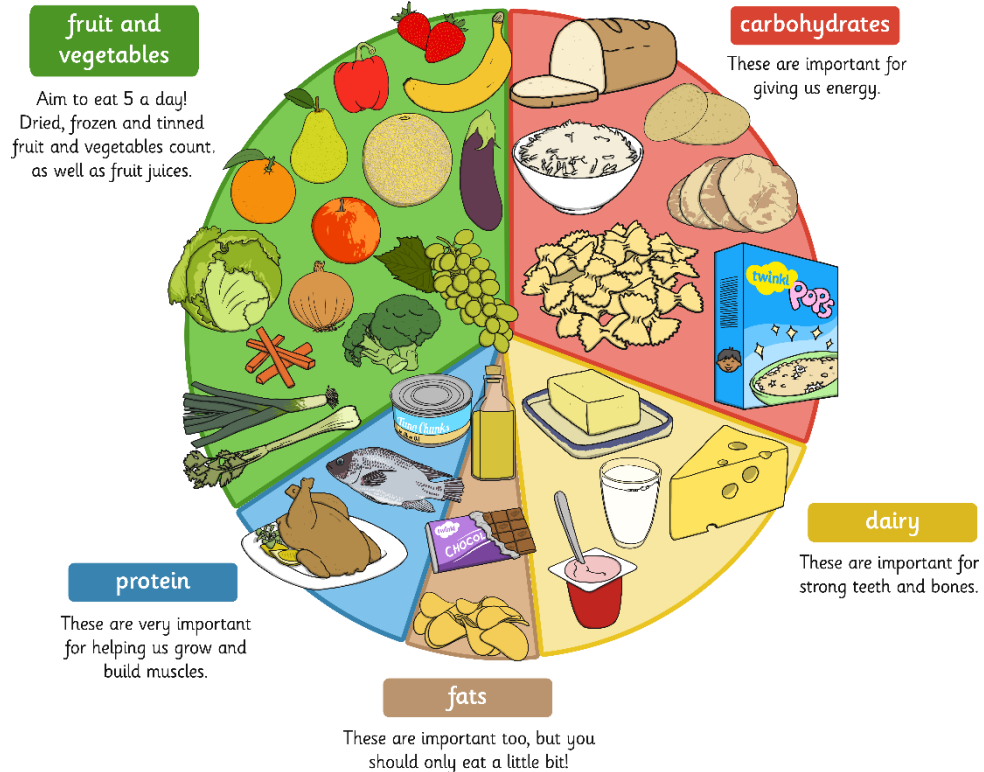 fruit and
vegetables
Aim to eat 5 a day!
Dried, frozen and tinned
fruit and vegetables count,
as well as fruit juices.
carbohydrates
These are important for
giving us energy.
twinkl
POPS
Tuna Chunks
twinkl
CHOCOL
dairy
These are important for
strong teeth and bones.
protein
These are very important
for helping us grow and
build muscles.
fats
These are important too, but you
should only eat a little bit!